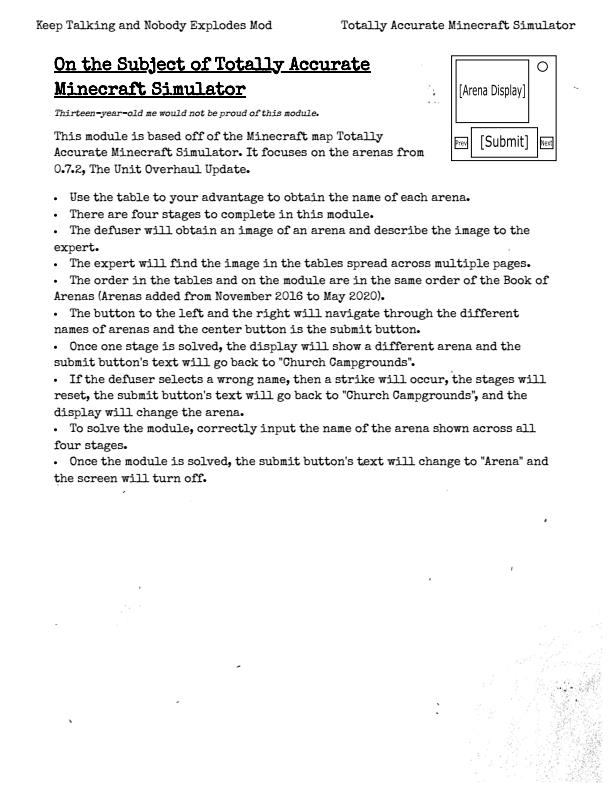 Keep Talking and Nobody Explodes Mod
Totally Accurate Minecraft Simulator
On the Subject of Totally Accurate
Minecraft Simulator
Thirteen-year-old me would not be proud of this module.
[Arena Display]
Prev
[Submit]
Next
This module is based off of the Minecraft map Totally
Accurate Minecraft Simulator. It focuses on the arenas from
0.7.2, The Unit Overhaul Update.
• Use the table to your advantage to obtain the name of each arena.
• There are four stages to complete in this module.
• The defuser will obtain an image of an arena and describe the image to the
expert.
• The expert will find the image in the tables spread across multiple pages.
• The order in the tables and on the module are in the same order of the Book of
Arenas (Arenas added from November 2016 to May 2020).
• The button to the left and the right will navigate through the different
names of arenas and the center button is the submit button.
• Once one stage is solved, the display will show a different arena and the
submit button's text will go back to "Church Campgrounds".
• If the defuser selects a wrong name, then a strike will occur, the stages will
reset, the submit button's text will go back to "Church Campgrounds", and the
display will change the arena.
• To solve the module, correctly input the name of the arena shown across all
four stages.
• Once the module is solved, the submit button's text will change to "Arena" and
the screen will turn off.